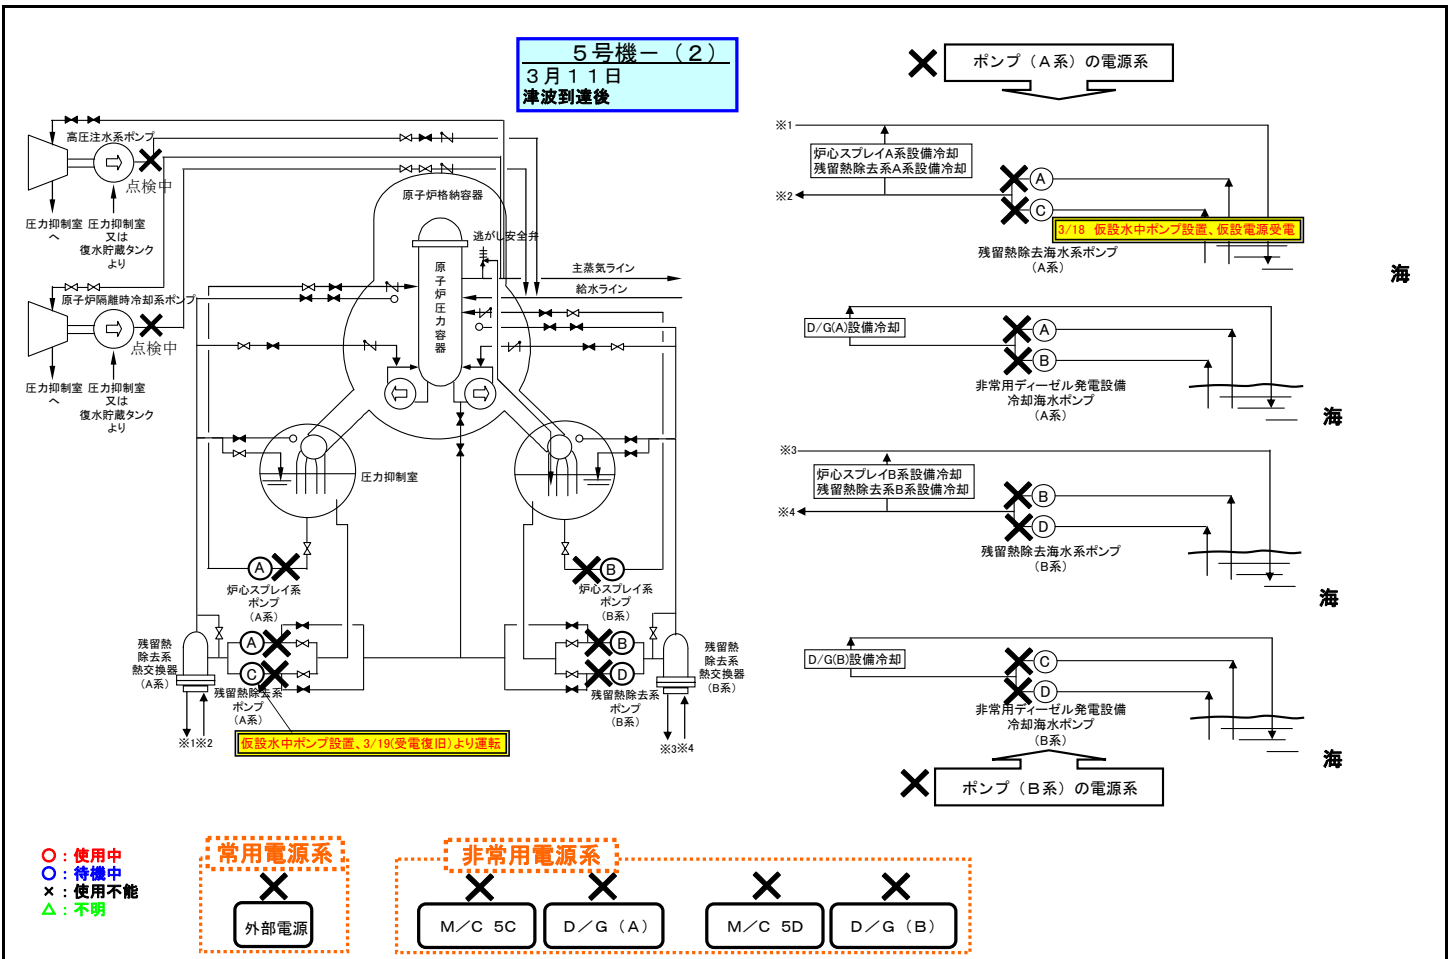 5号機－（2）
3月11日
津波到達後
ポンプ（A系）の電源系
高圧注水系ポンプ
点検中
圧力抑制室
へ
圧力抑制室
又は
復水貯蔵タンク
より
原子炉隔離時冷却系ポンプ
点検中
圧力抑制室
へ
圧力抑制室
又は
復水貯蔵タンク
より
原子炉格納容器
逃がし安全弁
原子炉圧力容器
主蒸気ライン
給水ライン
圧力抑制室
A
炉心スプレイ系
ポンプ
(A系)
B
炉心スプレイ系
ポンプ
(B系)
残留熱
除去系
熱交換器
(A系)
A
C
残留熱除去系
ポンプ
(A系)
※1※2
仮設水中ポンプ設置、3/19(受電復旧)より運転
B
D
残留熱除去系
ポンプ
(B系)
残留熱
除去系
熱交換器
(B系)
※3※4
※1
炉心スプレイA系設備冷却
残留熱除去系A系設備冷却
※2
A
C
3/18 仮設水中ポンプ設置、仮設電源受電
残留熱除去海水系ポンプ
(A系)
海
D/G(A)設備冷却
A
B
非常用ディーゼル発電設備
冷却海水ポンプ
(A系)
海
※3
炉心スプレイB系設備冷却
残留熱除去系B系設備冷却
※4
B
D
残留熱除去海水系ポンプ
(B系)
海
D/G(B)設備冷却
C
D
非常用ディーゼル発電設備
冷却海水ポンプ
(B系)
海
ポンプ（B系）の電源系
○：使用中
○：待機中
×：使用不能
△：不明
常用電源系
外部電源
非常用電源系
M／C 5C
D／G（A）
M／C 5D
D／G（B）